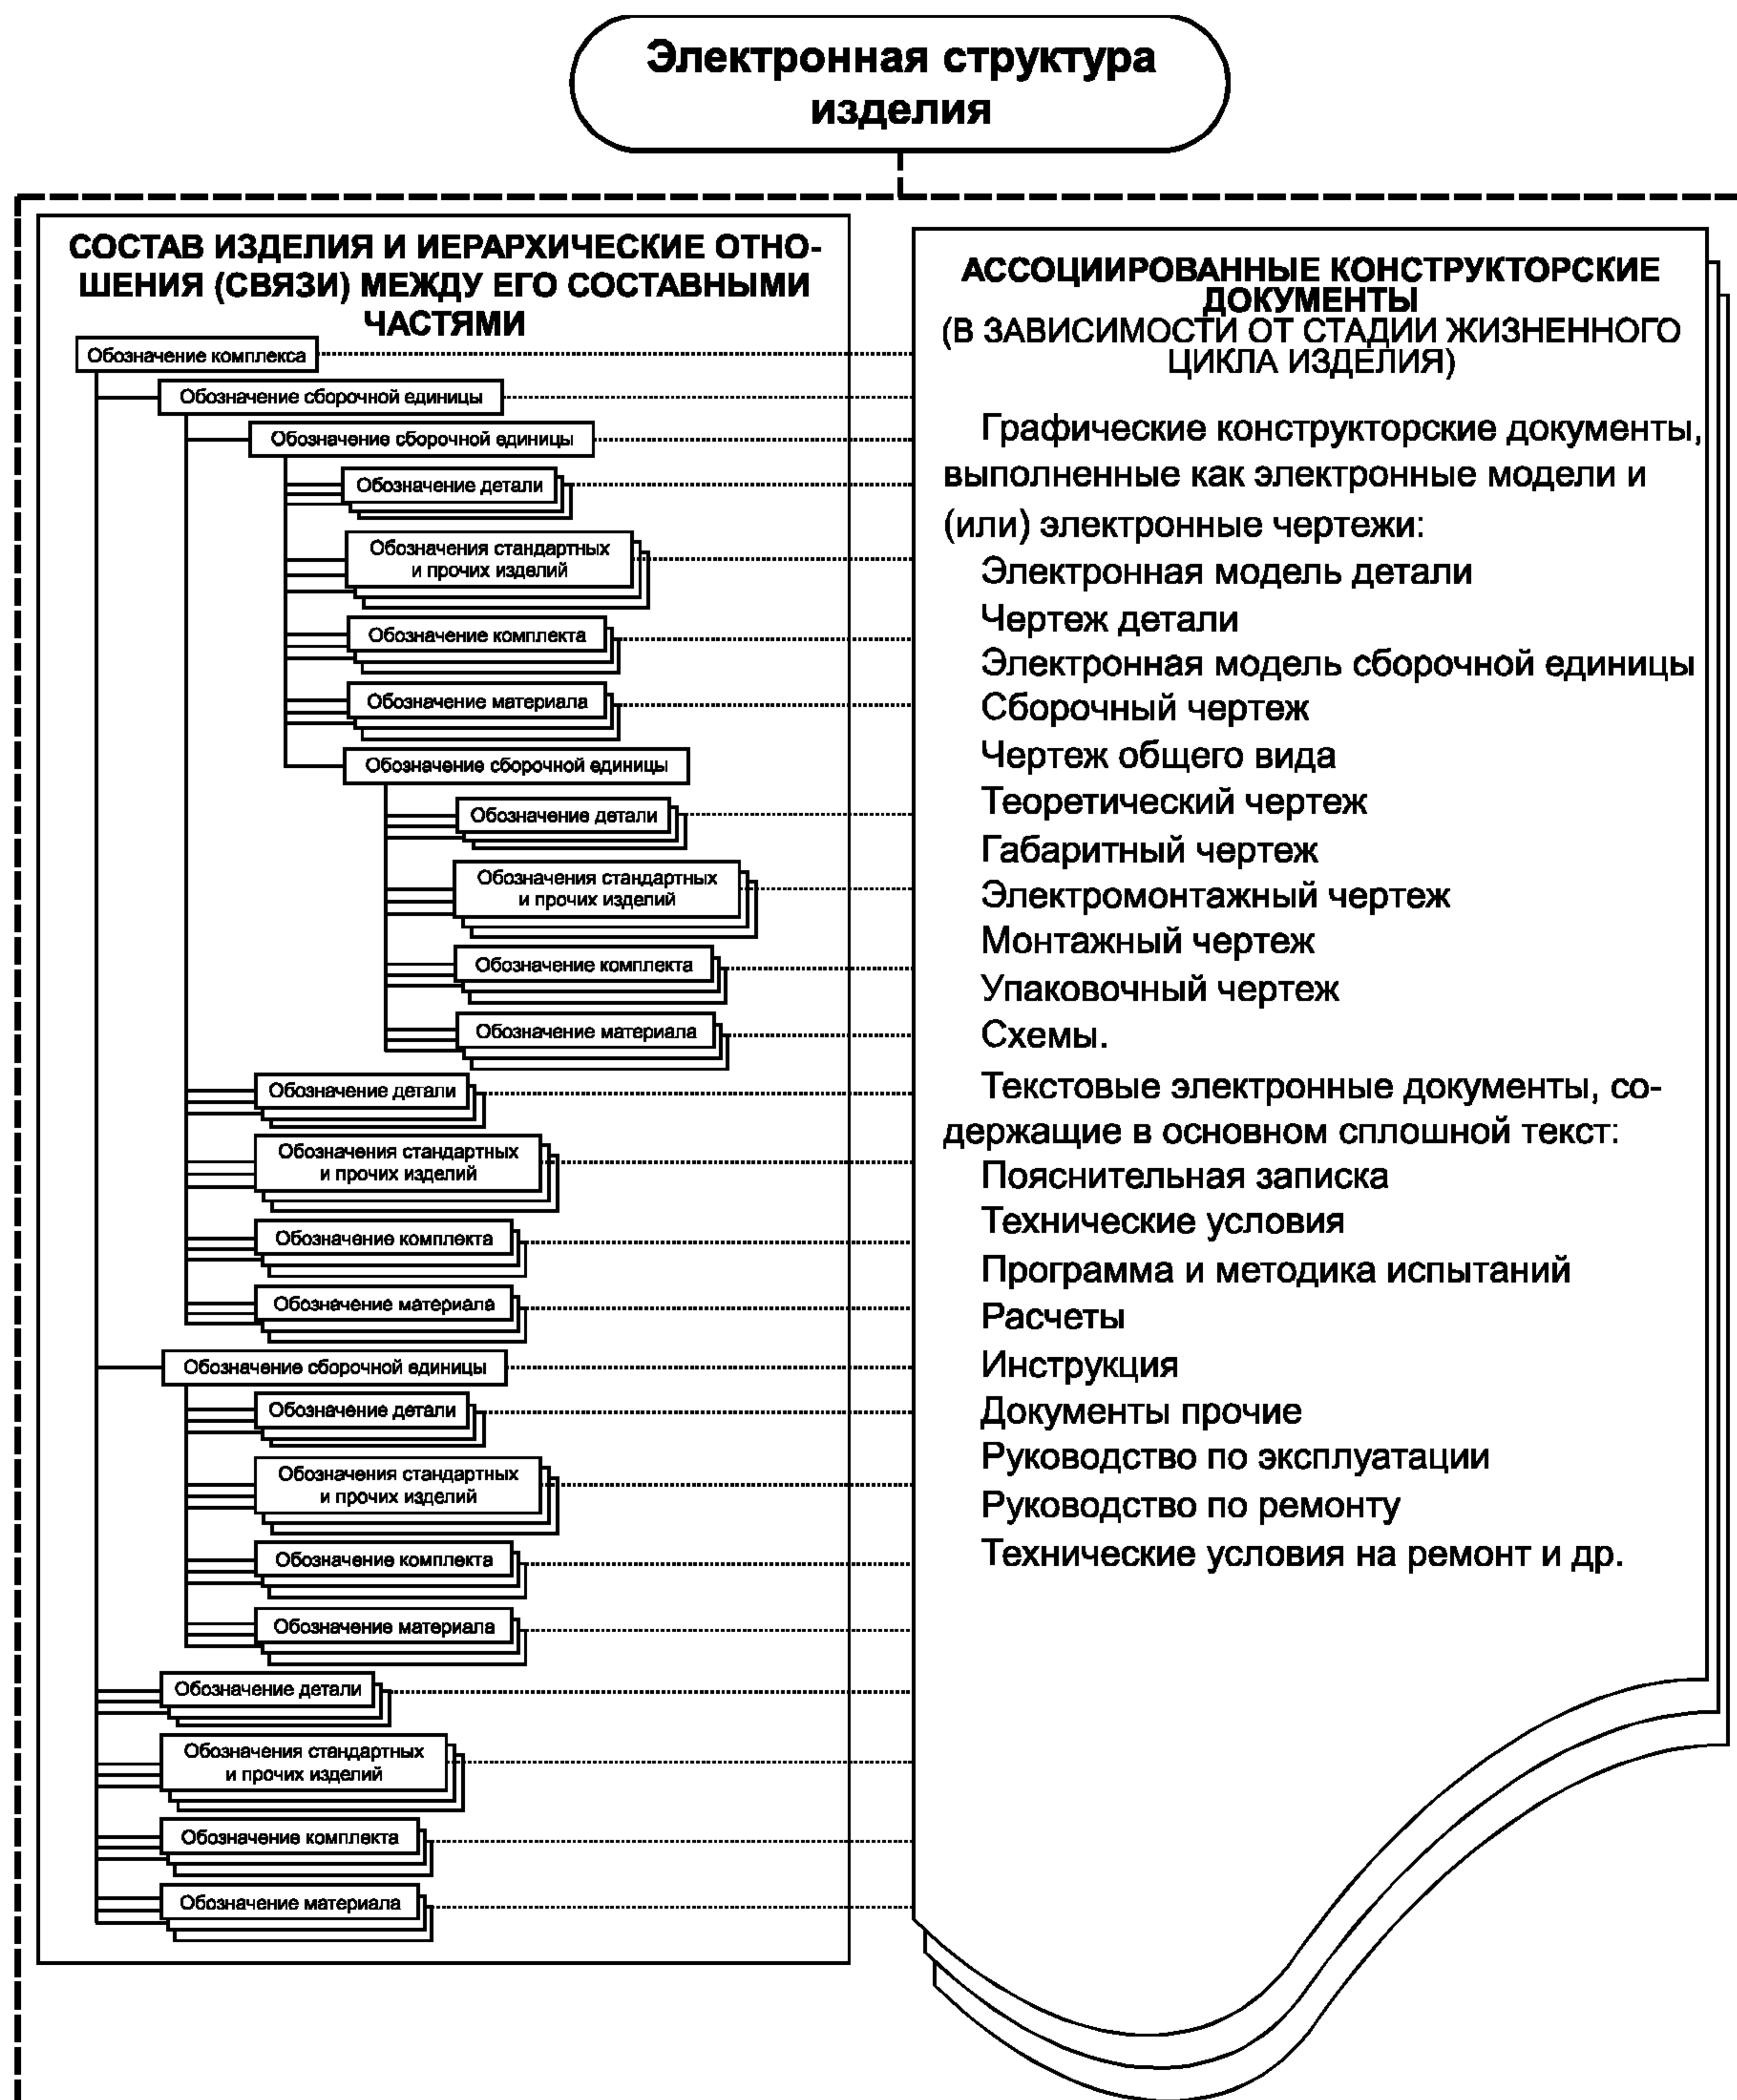 Электронная структура
изделия
СОСТАВ ИЗДЕЛИЯ И ИЕРАРХИЧЕСКИЕ ОТНО-
ШЕНИЯ (СВЯЗИ) МЕЖДУ ЕГО СОСТАВНЫМИ
ЧАСТЯМИ
Обозначение комплекса
Обозначение сборочной единицы
Обозначение сборочной единицы
Обозначение детали
Обозначения стандартных
и прочих изделий
Обозначение комплекта
Обозначение материала
Обозначение сборочной единицы
Обозначение детали
Обозначения стандартных
и прочих изделий
Обозначение комплекта
Обозначение материала
Обозначение детали
Обозначения стандартных
и прочих изделий
Обозначение комплекта
Обозначение материала
Обозначение сборочной единицы
Обозначение детали
Обозначения стандартных
и прочих изделий
Обозначение комплекта
Обозначение материала
Обозначение детали
Обозначения стандартных
и прочих изделий
Обозначение комплекта
Обозначение материала
АССОЦИИРОВАННЫЕ КОНСТРУКТОРСКИЕ
ДОКУМЕНТЫ
(В ЗАВИСИМОСТИ ОТ СТАДИИ ЖИЗНЕННОГО
ЦИКЛА ИЗДЕЛИЯ)
Графические конструкторские документы,
выполненные как электронные модели и
(или) электронные чертежи:
Электронная модель детали
Чертеж детали
Электронная модель сборочной единицы
Сборочный чертеж
Чертеж общего вида
Теоретический чертеж
Габаритный чертеж
Электромонтажный чертеж
Монтажный чертеж
Упаковочный чертеж
Схемы.
Текстовые электронные документы, со-
держащие в основном сплошной текст:
Пояснительная записка
Технические условия
Программа и методика испытаний
Расчеты
Инструкция
Документы прочие
Руководство по эксплуатации
Руководство по ремонту
Технические условия на ремонт и др.